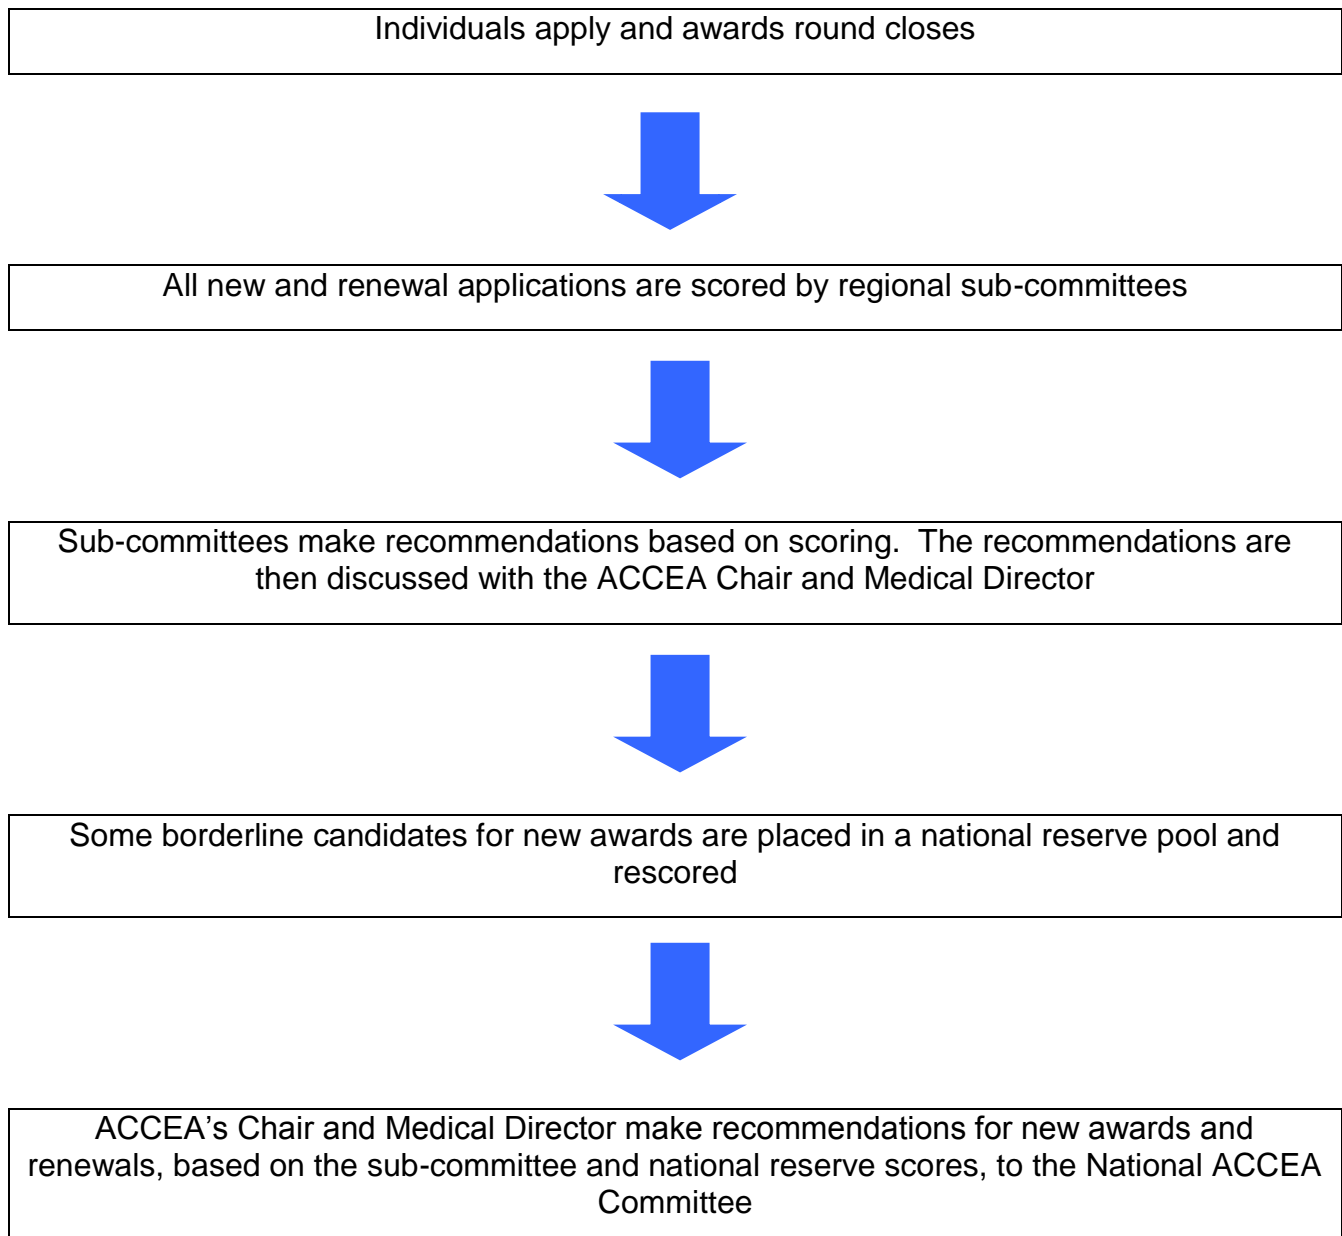 Individuals apply and awards round closes
All new and renewal applications are scored by regional sub-committees
Sub-committees make recommendations based on scoring.  The recommendations are
then discussed with the ACCEA Chair and Medical Director
Some borderline candidates for new awards are placed in a national reserve pool and
rescored
ACCEA’s Chair and Medical Director make recommendations for new awards and
renewals, based on the sub-committee and national reserve scores, to the National ACCEA
Committee